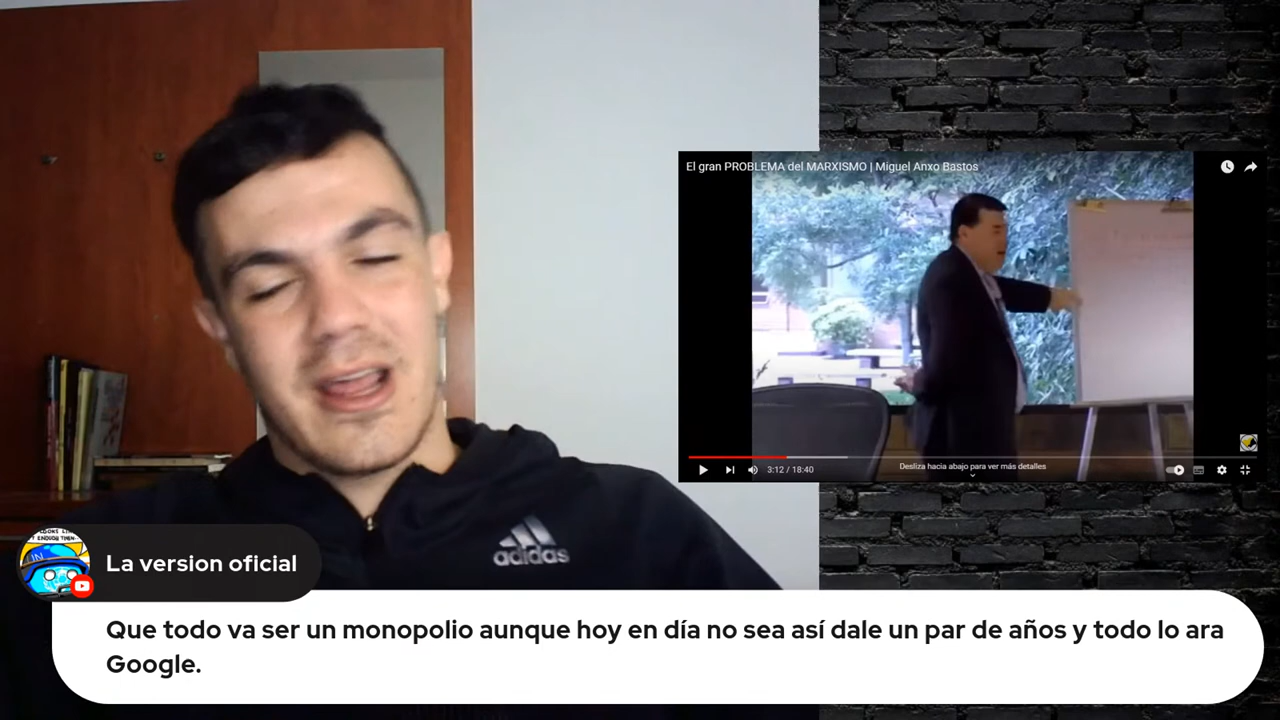 El gran PROBLEMA del MARXISMO | Miguel Anxo Bastos
3:12 / 18:40
Desliza hacia abajo para ver más detalles
adidas
La version oficial
Que todo va ser un monopolio aunque hoy en día no sea así dale un par de años y todo lo ara
Google.